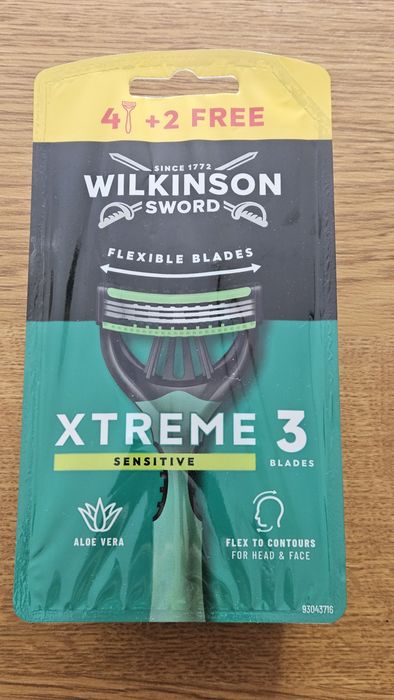 4 +2 FREE
SINCE 1772
WILKINSON
SWORD
FLEXIBLE BLADES
XTREME 3
SENSITIVE BLADES
ALOE VERA
FLEX TO CONTOURS
FOR HEAD & FACE
93043716